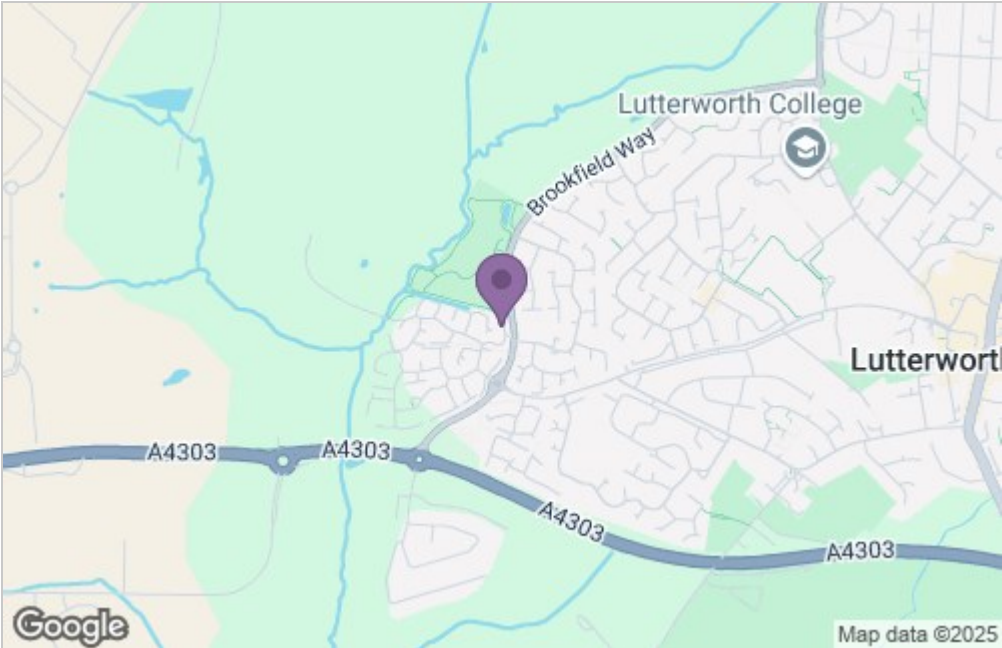 Lutterworth College
Brookfield Way
Lutterworth
A4303
A4303
A4303
A4303
Google
Map data ©2025